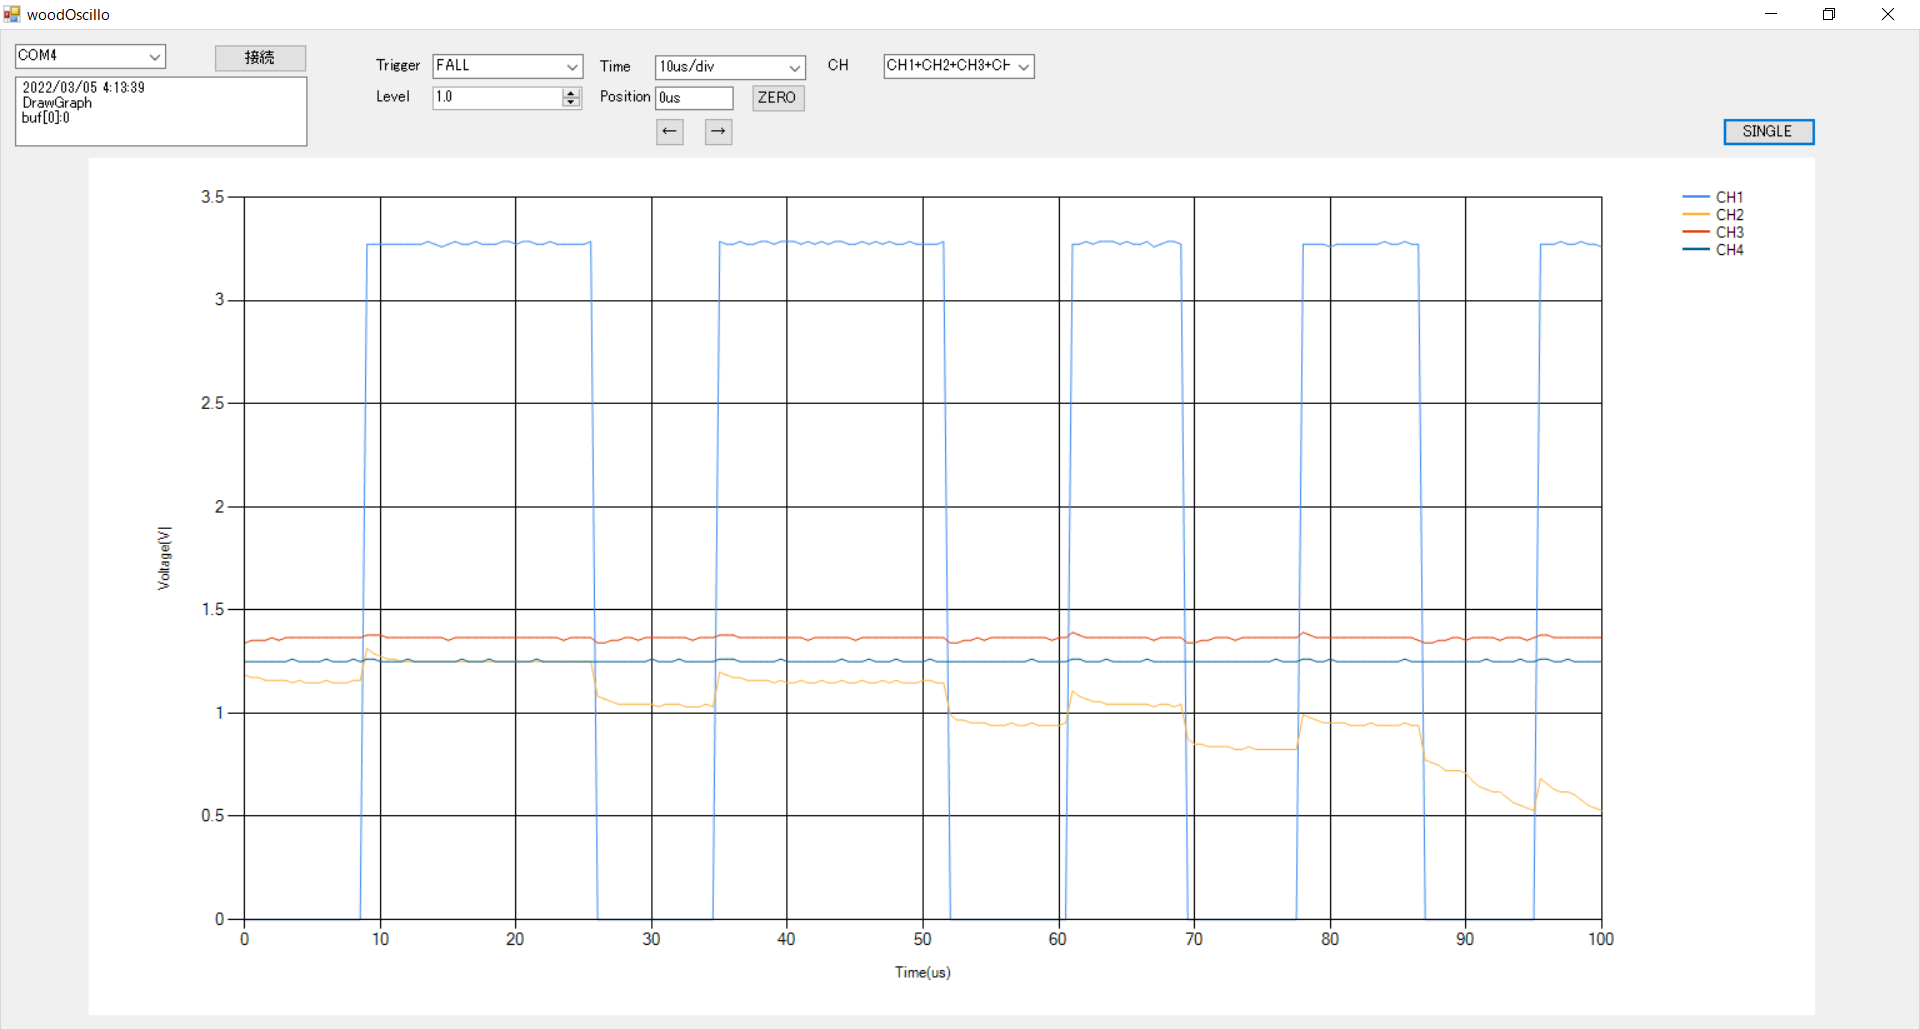 woodOscillo
COM4
接続
2022/03/05 4:13:39
DrawGraph
buf[0]:0
Trigger
FALL
Level
1.0
Time
10us/div
Position
0us
ZERO
←
→
CH
CH1+CH2+CH3+CH
SINGLE
3.5
3
2.5
2
1.5
1
0.5
0
Voltage(V)
0 10 20 30 40 50 60 70 80 90 100
Time(us)
CH1
CH2
CH3
CH4